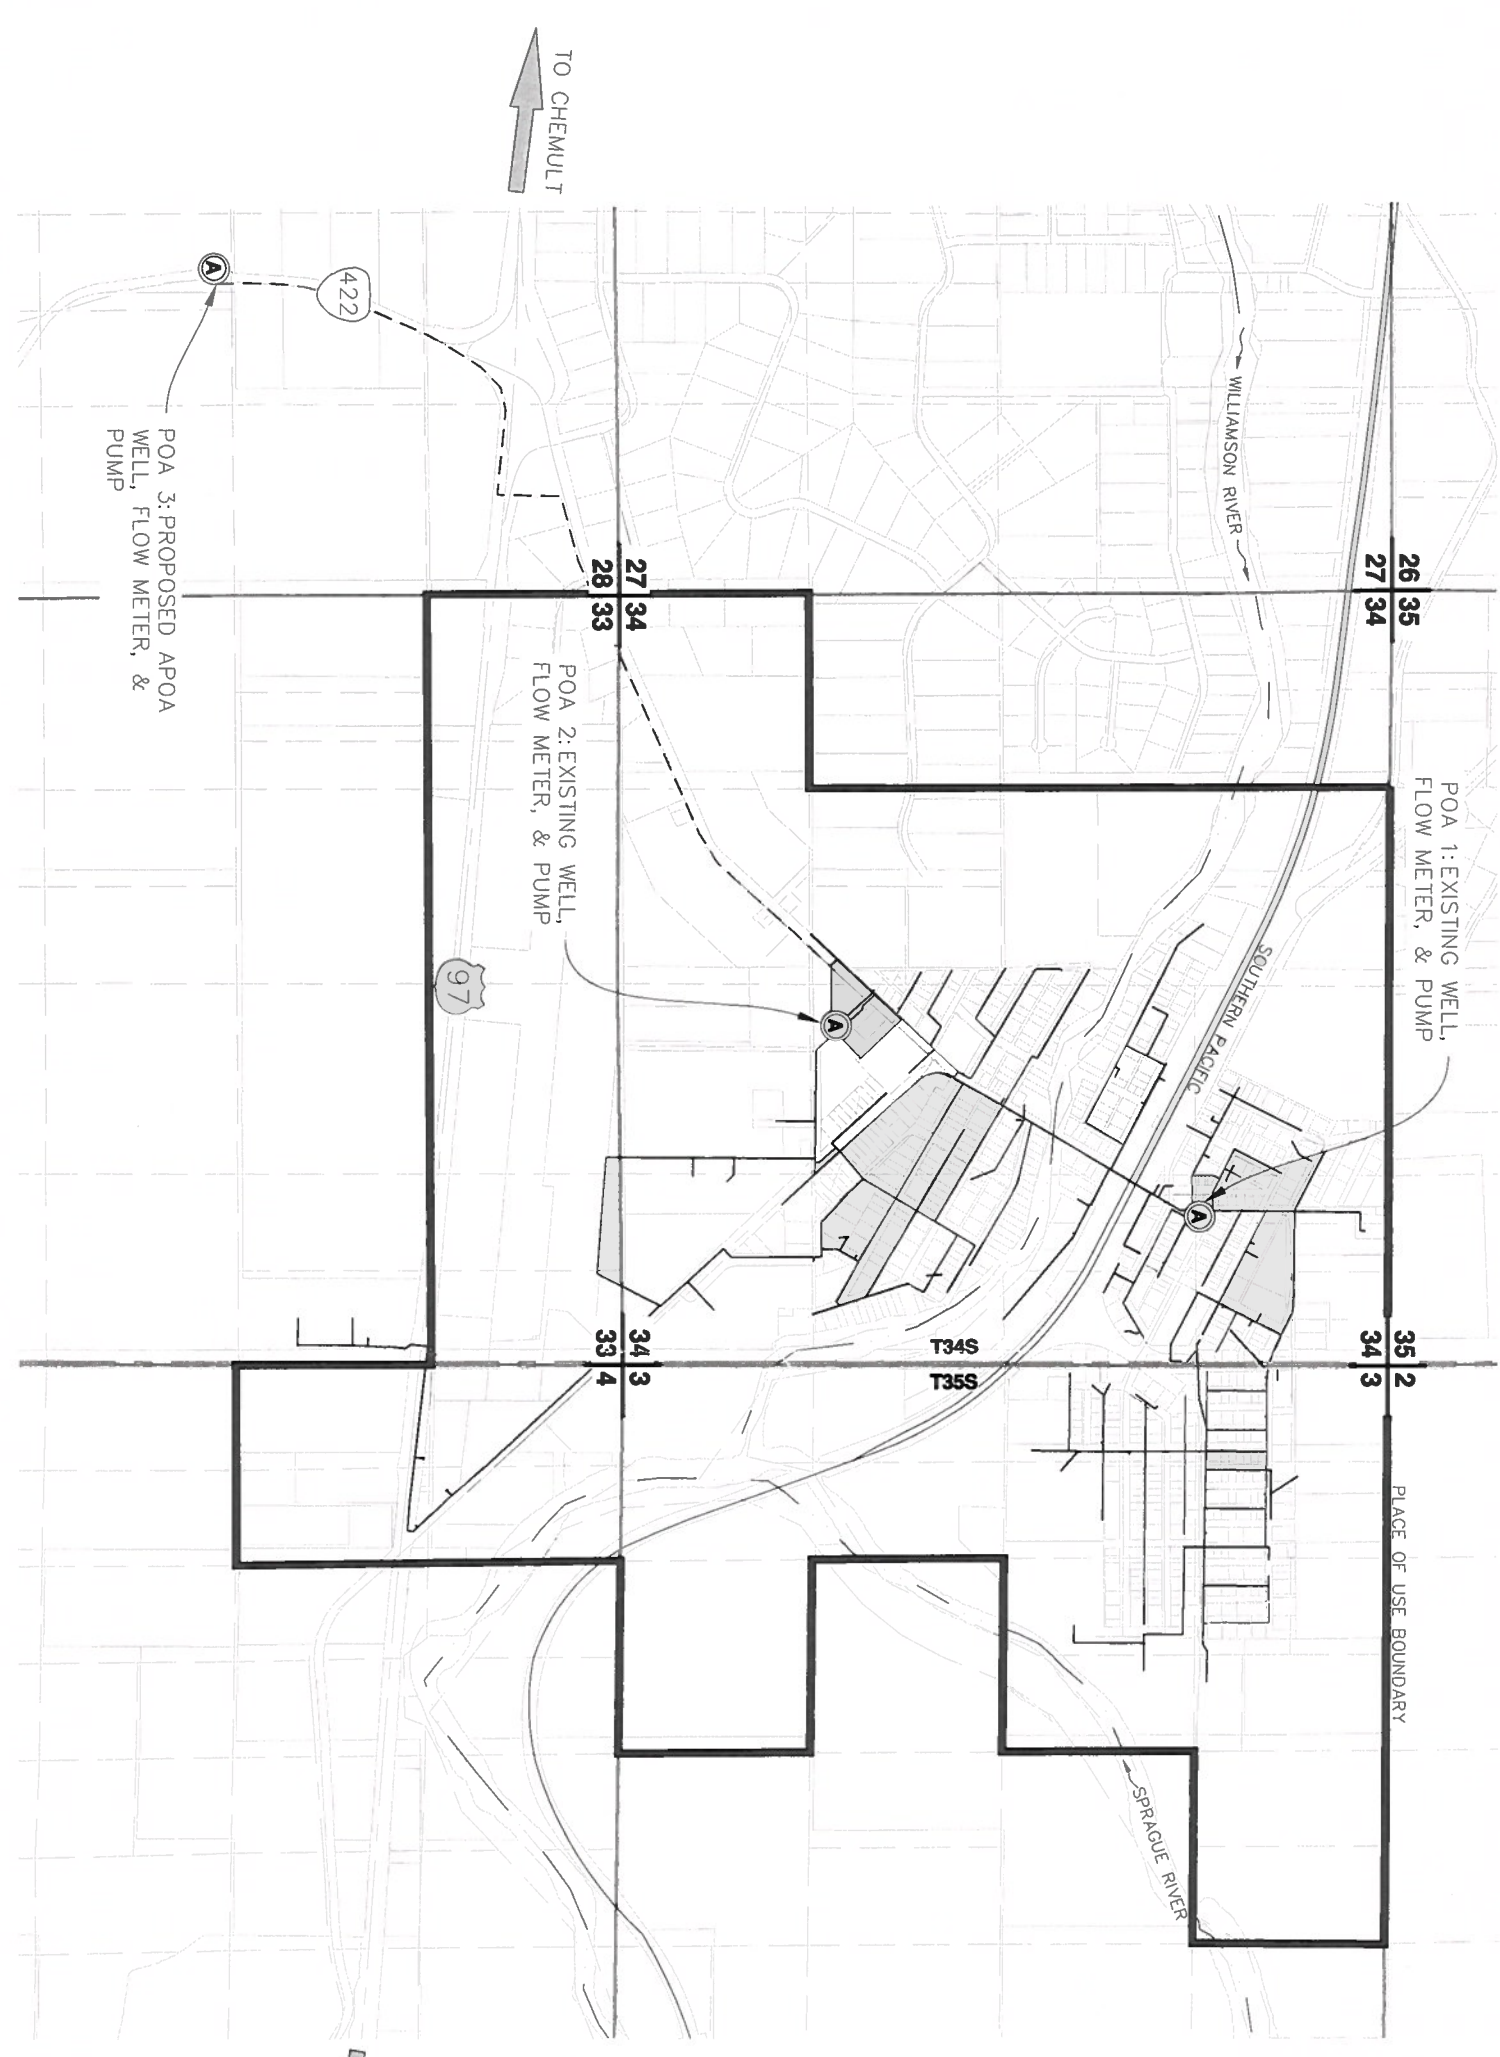 TO CHEMULT
422
POA 3: PROPOSED APOA
WELL, FLOW METER, &
PUMP
WILLIAMSON RIVER
26
35
27
34
27
34
28
33
POA 2: EXISTING WELL,
FLOW METER, & PUMP
POA 1: EXISTING WELL,
FLOW METER, & PUMP
SOUTHERN PACIFIC
97
A
A
A
T34S
T35S
35
2
34
3
34
3
33
4
PLACE OF USE BOUNDARY
SPRAGUE RIVER